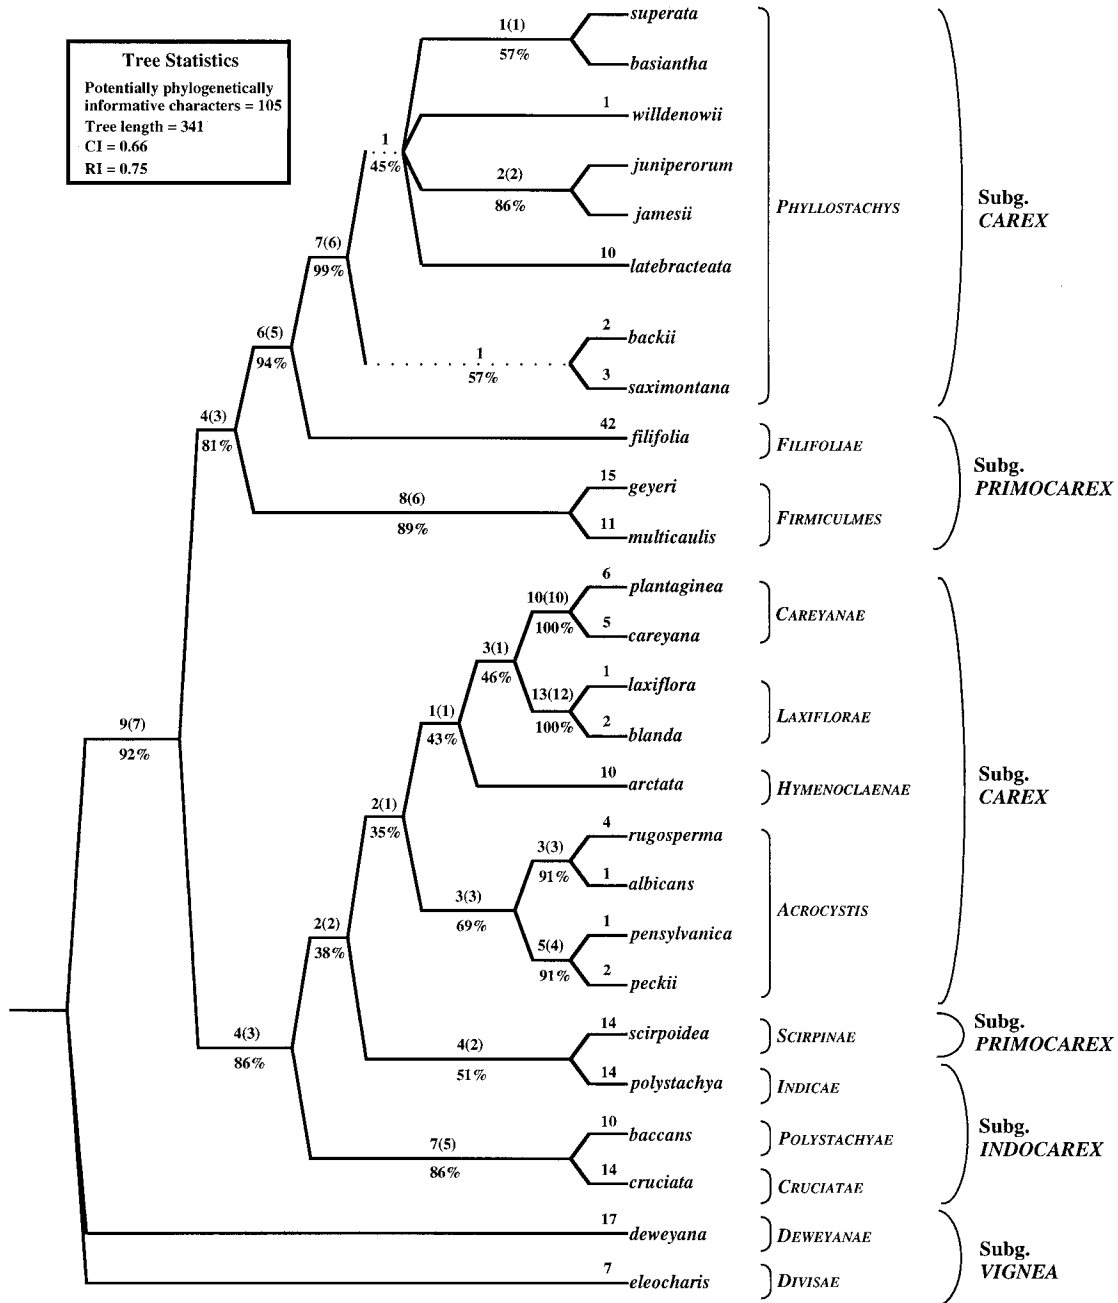 Tree Statistics
Potentially phylogenetically
informative characters = 105
Tree length = 341
CI = 0.66
RI = 0.75
1(1)
57%
superata
basiantha
1
willdenowii
1
45%
2(2)
86%
juniperorum
jamesii
10
latebracteata
7(6)
99%
2
backii
1
57%
3
saximontana
PHYLLOSTACHYS
Subg.
CAREX
6(5)
94%
42
filifolia
FILIFOLIAE
4(3)
81%
15
geyeri
8(6)
89%
11
multicaulis
FIRMICULMES
Subg.
PRIMOCAREX
6
plantaginea
10(10)
100%
5
careyana
CAREYANAE
3(1)
46%
1
laxiflora
13(12)
100%
2
blanda
LAXIFLORAE
1(1)
43%
10
arctata
HYMENOCLAENAE
9(7)
92%
2(1)
35%
4
rugosperma
3(3)
91%
1
albicans
3(3)
69%
1
pensylvanica
5(4)
91%
2
peckii
ACROCYSTIS
Subg.
CAREX
2(2)
38%
14
scirpoidea
SCIRPINAE
Subg.
PRIMOCAREX
4(3)
86%
4(2)
51%
14
polystachya
INDICAE
10
baccans
POLYSTACHYAE
7(5)
86%
14
cruciata
CRUCIATAE
Subg.
INDOCAREX
17
deweyana
DEWEYANAE
7
eleocharis
DIVISAE
Subg.
VIGNEA